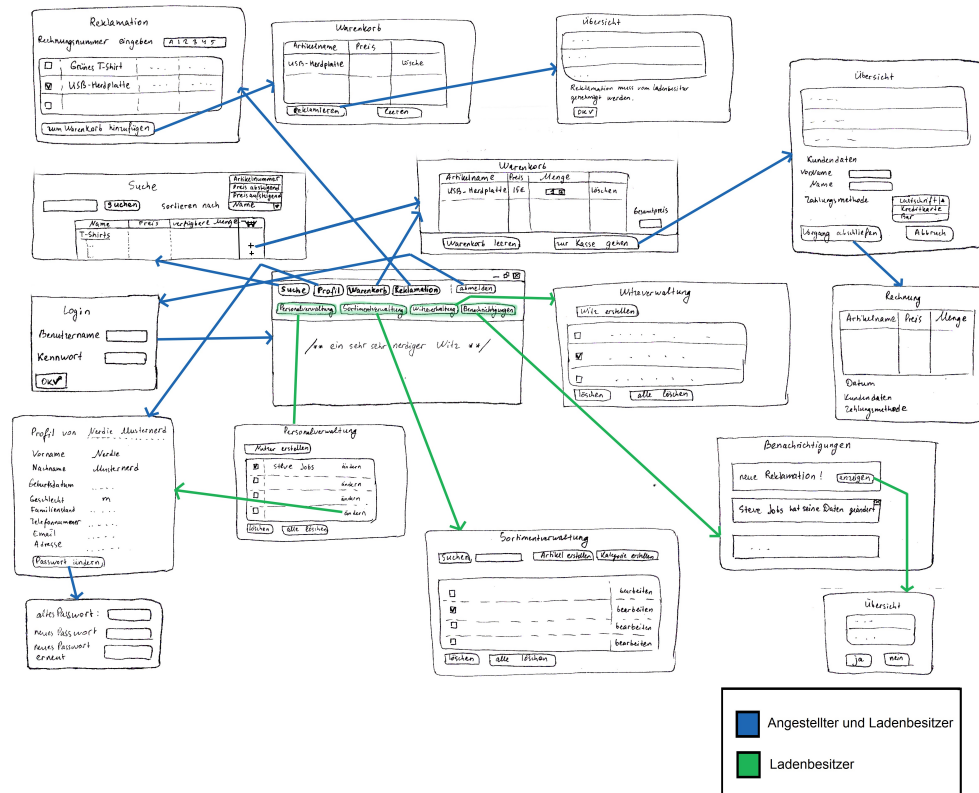 Reklamation
Rechnungsnummer eingeben A12345
Grünes T-Shirt
USB-Herdplatte
zum Warenkorb hinzufügen
Warenkorb
Artikelname Preis
USB-Herdplatte lösche
Reklamieren leeren
Übersicht
Reklamation muss vom Ladenbesitzer
genehmigt werden.
OK✓
Übersicht
Kundendaten
Vorname
Name
Zahlungsmethode Lastschrift
Kreditkarte
Bar
Vorgang abschließen Abbruch
Suche
Suchen Sortieren nach
Artikelnummer
Preis absteigend
Preis aufsteigend
Name
Name Preis verfügbare Menge
T-Shirts
+
+
Warenkorb
Artikelname Preis Menge
USB-Herdplatte 15€ 1 löschen
Gesamtpreis
Warenkorb leeren zur Kasse gehen
Login
Benutzername
Kennwort
OK✓
Suche Profil Warenkorb Reklamation abmelden
Personalverwaltung Sortimentverwaltung Witzeverwaltung Benachrichtigungen
/** ein sehr sehr nerdiger Witz **/
Witzeverwaltung
Witz erstellen
löschen alle löschen
Rechnung
Artikelname Preis Menge
Datum
Kundendaten
Zahlungsmethode
Profil von Nerdie Musternerd
Vorname Nerdie
Nachname Musternerd
Geburtsdatum
Geschlecht m
Familienstand
Telefonnummer
Email
Adresse
Passwort ändern
altes Passwort:
neues Passwort
neues Passwort
erneut
Personalverwaltung
Nutzer erstellen
Steve Jobs ändern
ändern
ändern
ändern
löschen alle löschen
Sortimentverwaltung
Suchen Artikel erstellen Kategorie erstellen
bearbeiten
bearbeiten
bearbeiten
bearbeiten
löschen alle löschen
Benachrichtigungen
neue Reklamation! anzeigen
Steve Jobs hat seine Daten geändert
Übersicht
ja nein
Angestellter und Ladenbesitzer
Ladenbesitzer